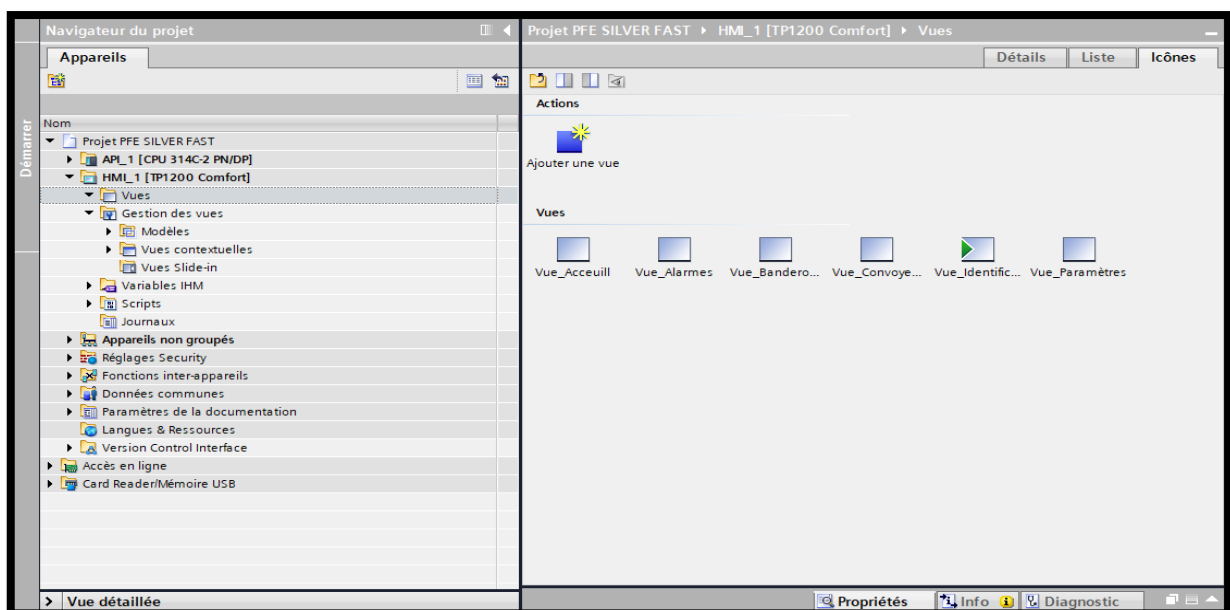 Navigateur du projet
Projet PFE SILVER FAST HMI_1 [TP1200 Comfort] Vues
Démarrer
Appareils
Nom
Projet PFE SILVER FAST
API_1 [CPU 314C-2 PN/DP]
HMI_1 [TP1200 Comfort]
Vues
Gestion des vues
Modèles
Vues contextuelles
Vues Slide-in
Variables IHM
Scripts
Journaux
Appareils non groupés
Réglages Security
Fonctions inter-appareils
Données communes
Paramètres de la documentation
Langues & Ressources
Version Control Interface
Accès en ligne
Card Reader/Mémoire USB
Vue détaillée
Détails Liste Icônes
Actions
Ajouter une vue
Vues
Vue_Acceuill Vue_Alarmes Vue_Bandero... Vue_Convoye... Vue_Identific... Vue_Paramètres
Propriétés Info Diagnostic